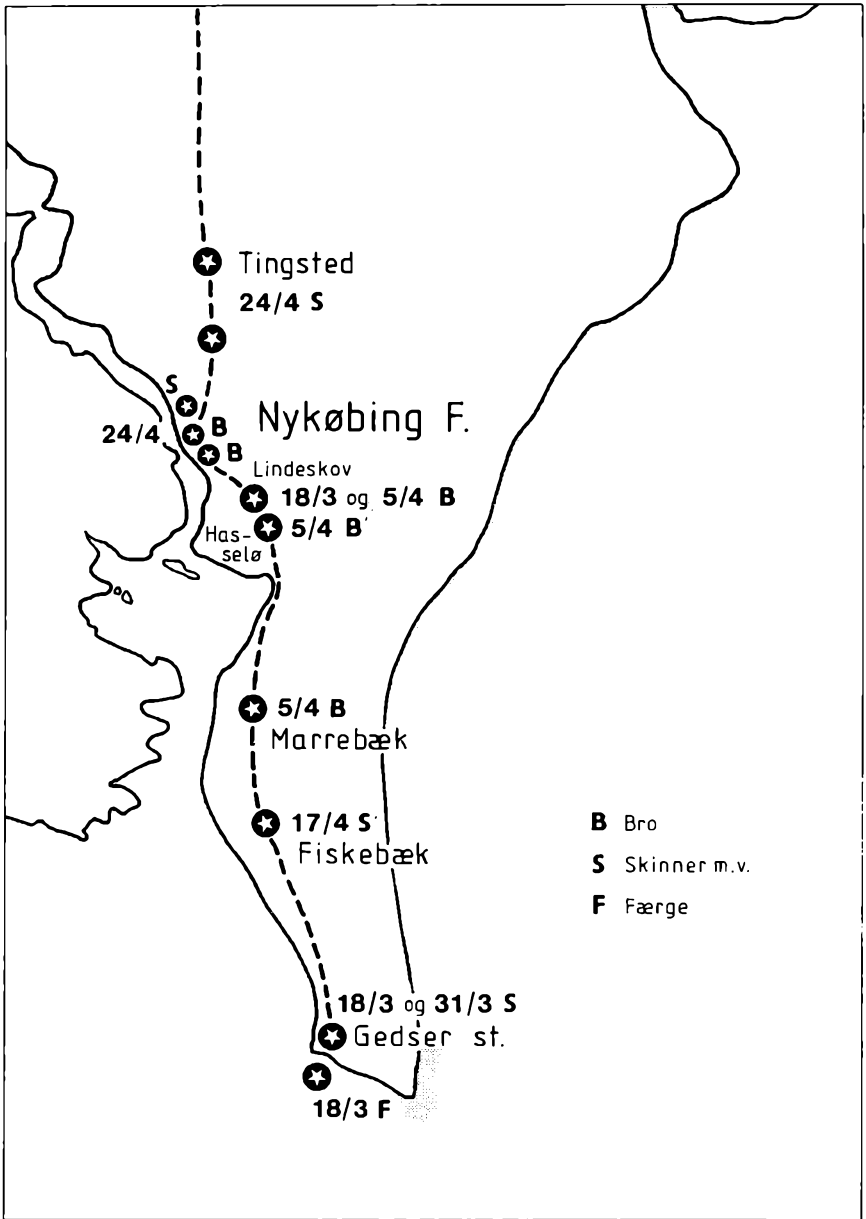 Tingsted
24/4 S
S
24/4
B
B
Nykøbing F.
Lindeskov
18/3 og 5/4 B
Has-
selø
5/4 B
5/4 B
Marrebæk
17/4 S
Fiskebæk
B Bro
S Skinner m.v.
F Færge
18/3 og 31/3 S
Gedser st.
18/3 F